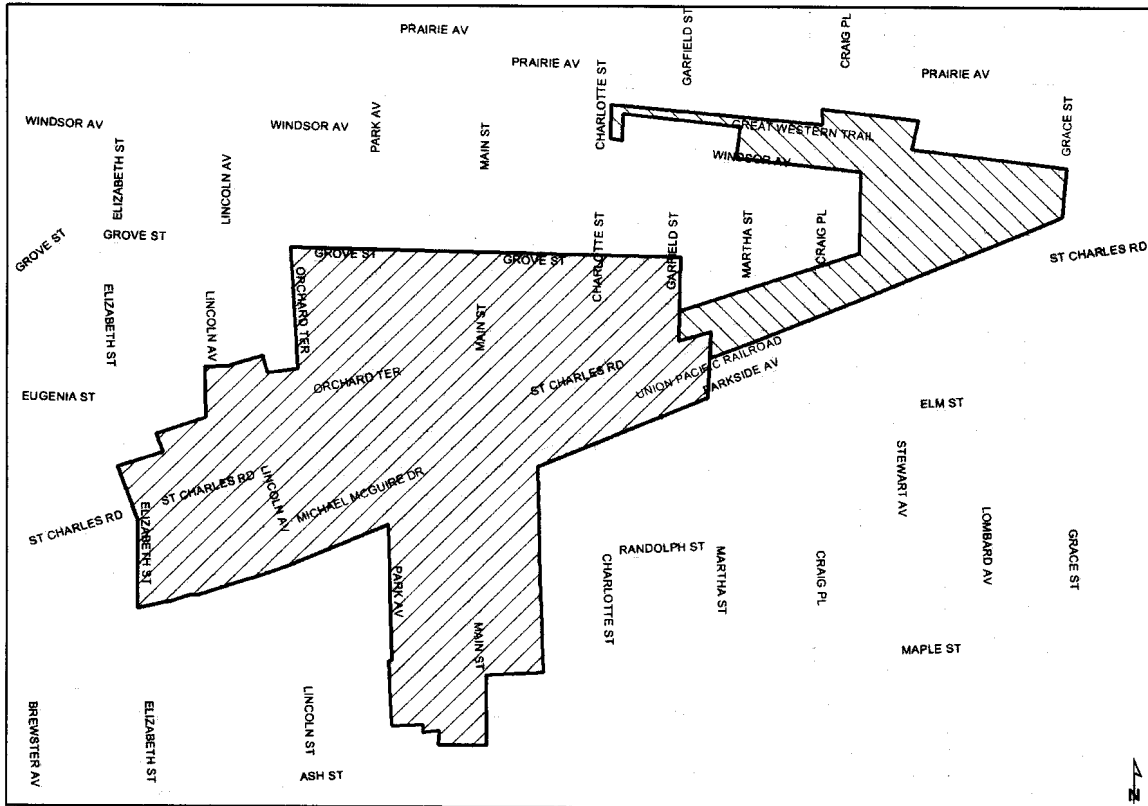 PRAIRIE AV
PRAIRIE AV
GARFIELD ST
CRAIG PL
PRAIRIE AV
CHARLOTTE ST
GRACE ST
WINDSOR AV
ELIZABETH ST
LINCOLN AV
WINDSOR AV
PARK AV
MAIN ST
GREAT WESTERN TRAIL
WINDSOR AV
GROVE ST
GROVE ST
GROVE ST
GROVE ST
CHARLOTTE ST
GARFIELD ST
MARTHA ST
CRAIG PL
ST CHARLES RD
ELIZABETH ST
LINCOLN AV
ORCHARD TER
MAIN ST
ORCHARD TER
ST CHARLES RD
UNION PACIFIC RAILROAD
PARKSIDE AV
EUGENIA ST
ELM ST
ST CHARLES RD
ST CHARLES RD
LINCOLN AV
MICHAEL MCGUIRE DR
STEWART AV
ELIZABETH ST
PARK AV
RANDOLPH ST
CHARLOTTE ST
MARTHA ST
CRAIG PL
LOMBARD AV
GRACE ST
MAIN ST
MAPLE ST
BREWSTER AV
ELIZABETH ST
LINCOLN ST
ASH ST
N